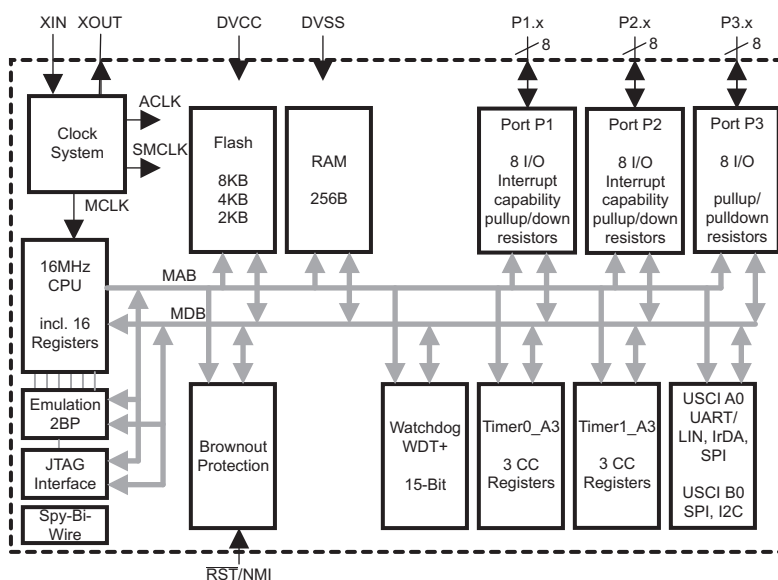 XIN XOUT DVCC DVSS P1.x P2.x P3.x
8 8 8
Clock
System
ACLK
SMCLK
MCLK
Flash
8KB
4KB
2KB
RAM
256B
Port P1
8 I/O
Interrupt
capability
pullup/down
resistors
Port P2
8 I/O
Interrupt
capability
pullup/down
resistors
Port P3
8 I/O
pullup/
pulldown
resistors
16MHz
CPU
incl. 16
Registers
MAB
MDB
Emulation
2BP
JTAG
Interface
Spy-Bi-
Wire
Brownout
Protection
Watchdog
WDT+
15-Bit
Timer0_A3
3 CC
Registers
Timer1_A3
3 CC
Registers
USCI A0
UART/
LIN, IrDA,
SPI
USCI B0
SPI, I2C
RST/NMI